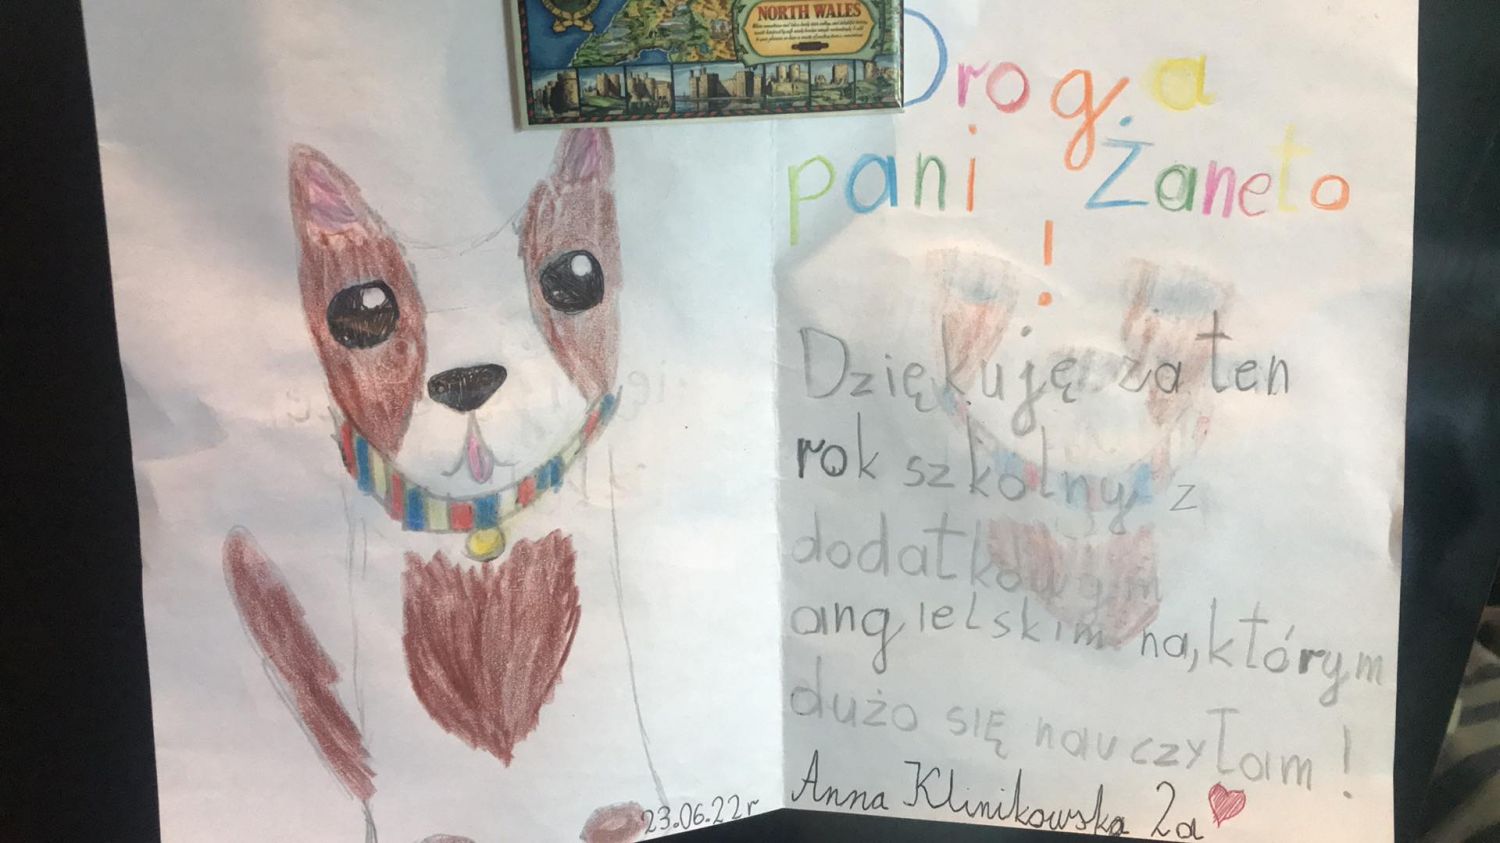 NORTH WALES
Droga
pani Żaneto
!
Dziękuję za ten
rok szkolny z
dodatkowym
angielskim na, którym
dużo się nauczyłam!
Anna Klinikowska 2a
23.06.22r